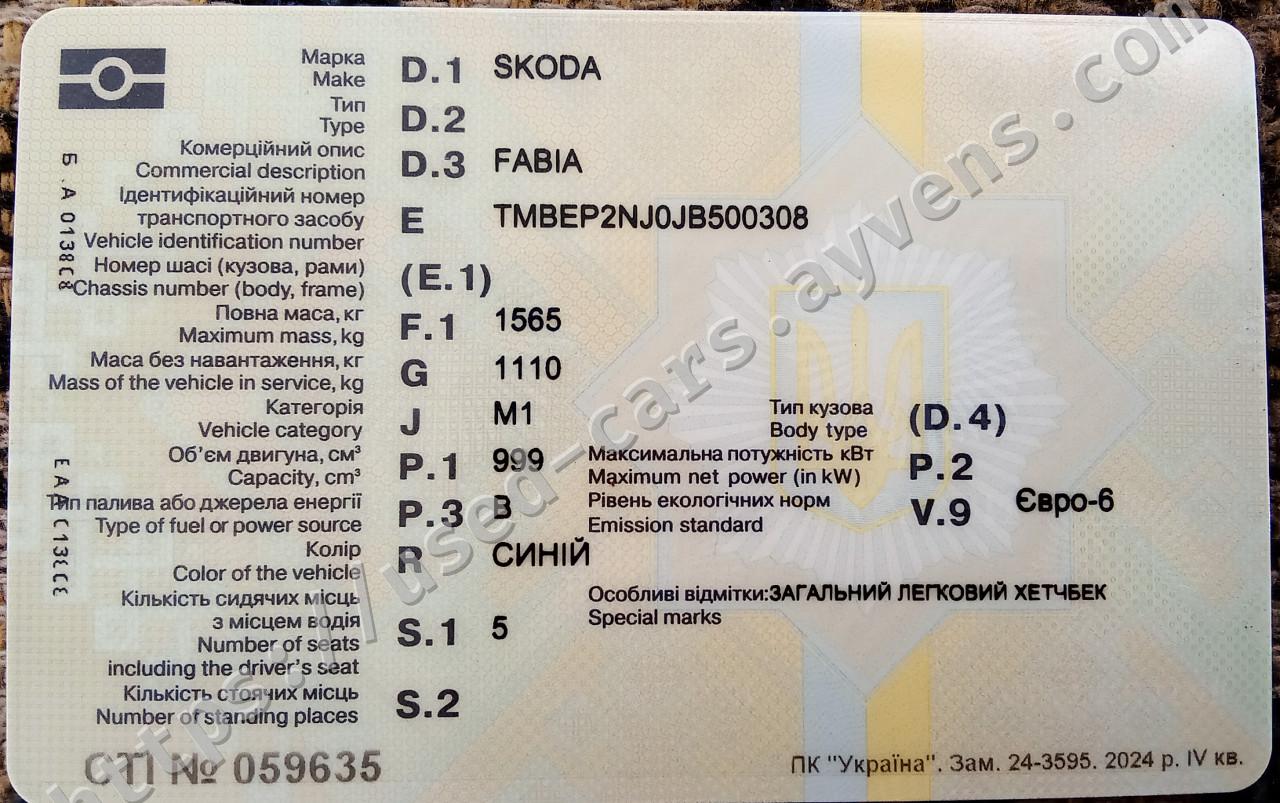 Марка
Make D.1 SKODA
Тип
Type D.2
Комерційний опис
Commercial description D.3 FABIA
Ідентифікаційний номер
транспортного засобу
Vehicle identification number E TMBEP2NJ0JB500308
Номер шасі (кузова, рами)
Chassis number (body, frame) (E.1)
Повна маса, кг
Maximum mass, kg F.1 1565
Маса без навантаження, кг
Mass of the vehicle in service, kg G 1110
Категорія
Vehicle category J M1
Тип кузова
Body type (D.4)
Об'єм двигуна, см³
Capacity, cm³ P.1 999
Максимальна потужність кВт
Maximum net power (in kW) P.2
Тип палива або джерела енергії
Type of fuel or power source P.3 B
Рівень екологічних норм
Emission standard V.9 Євро-6
Колір
Color of the vehicle R СИНІЙ
Особливі відмітки:ЗАГАЛЬНИЙ ЛЕГКОВИЙ ХЕТЧБЕК
Special marks
Кількість сидячих місць
з місцем водія
Number of seats
including the driver's seat S.1 5
Кількість стоячих місць
Number of standing places S.2
СТІ № 059635
ПК "Україна". Зам. 24-3595. 2024 р. IV кв.
https://used-cars.ayvens.com